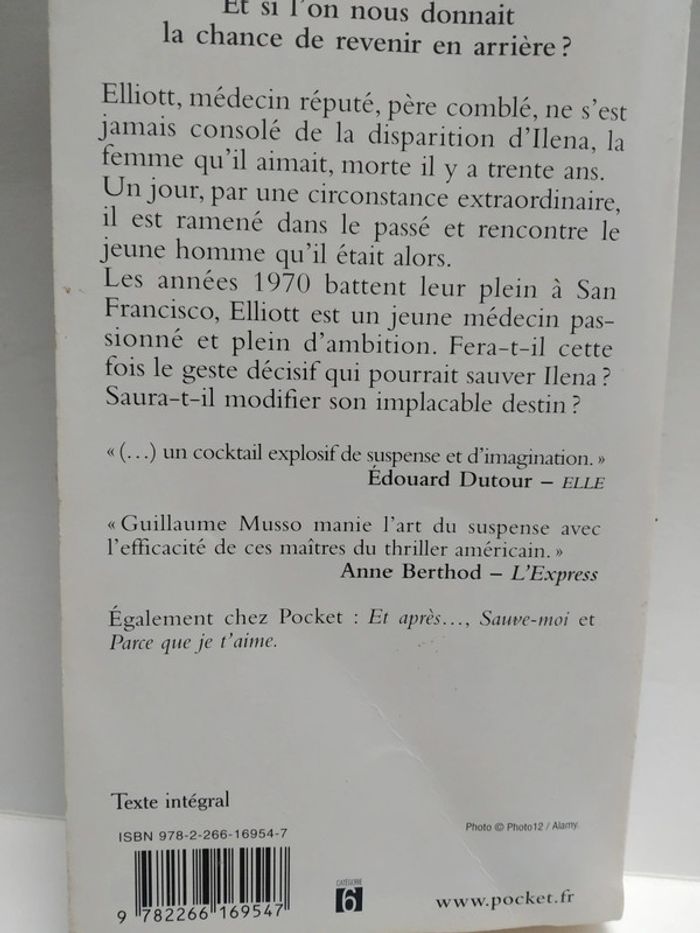 Et si l'on nous donnait
la chance de revenir en arrière ?
Elliott, médecin réputé, père comblé, ne s'est
jamais consolé de la disparition d'Ilena, la
femme qu'il aimait, morte il y a trente ans.
Un jour, par une circonstance extraordinaire,
il est ramené dans le passé et rencontre le
jeune homme qu'il était alors.
Les années 1970 battent leur plein à San
Francisco, Elliott est un jeune médecin pas-
sionné et plein d'ambition. Fera-t-il cette
fois le geste décisif qui pourrait sauver Ilena ?
Saura-t-il modifier son implacable destin ?
« (…) un cocktail explosif de suspense et d'imagination. »
Édouard Dutour – ELLE
« Guillaume Musso manie l'art du suspense avec
l'efficacité de ces maîtres du thriller américain. »
Anne Berthod – L'Express
Également chez Pocket : Et après…, Sauve-moi et
Parce que je t'aime.
Texte intégral
ISBN 978-2-266-16954-7
Photo © Photo12 / Alamy.
9 782266 169547
CATÉGORIE
6
www.pocket.fr